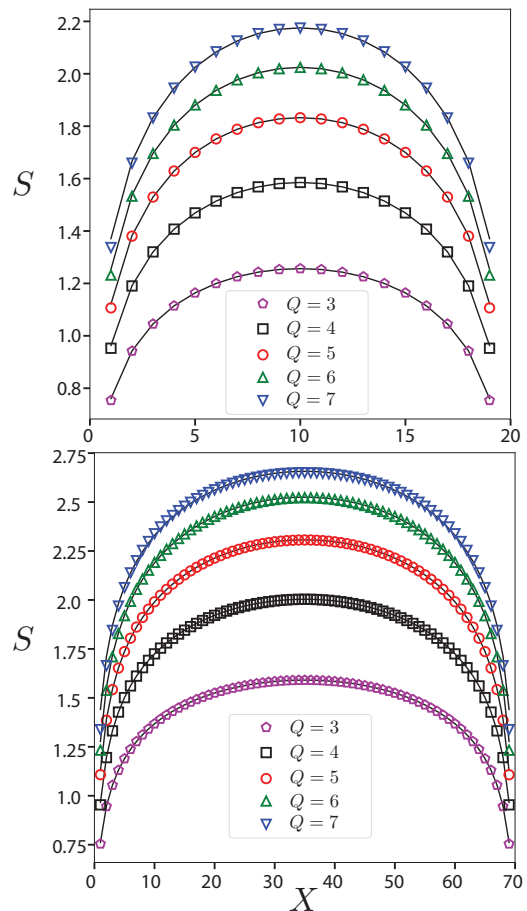 2.2
2.0
1.8
1.6
1.4
1.2
1.0
0.8
S
Q = 3
Q = 4
Q = 5
Q = 6
Q = 7
0 5 10 15 20
2.75
2.5
2.25
2.0
1.75
1.5
1.25
1.0
0.75
S
Q = 3
Q = 4
Q = 5
Q = 6
Q = 7
0 10 20 30 40 50 60 70
X